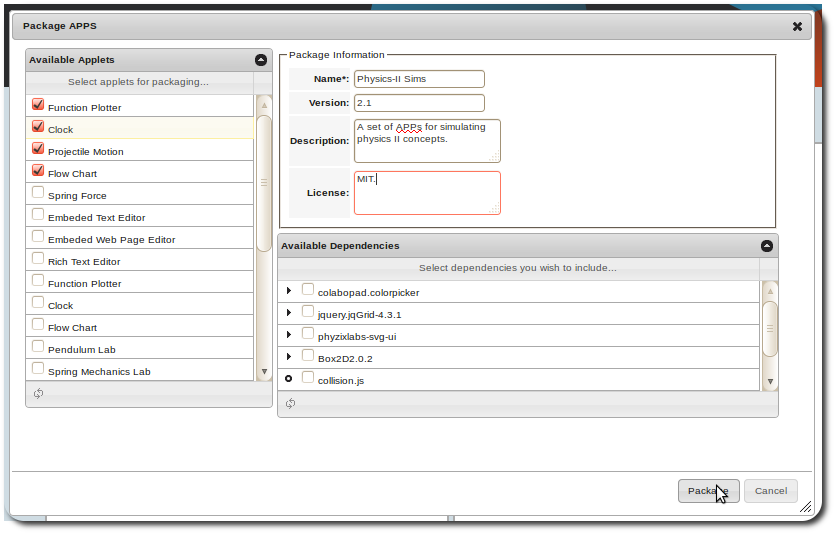 Package APPS
Available Applets
Select applets for packaging...
Function Plotter
Clock
Projectile Motion
Flow Chart
Spring Force
Embeded Text Editor
Embeded Web Page Editor
Rich Text Editor
Function Plotter
Clock
Flow Chart
Pendulum Lab
Spring Mechanics Lab
Package Information
Name*: Physics-II Sims
Version: 2.1
Description: A set of APPs for simulating
physics II concepts.
License: MIT.
Available Dependencies
Select dependencies you wish to include...
colabopad.colorpicker
jquery.jqGrid-4.3.1
phyzixlabs-svg-ui
Box2D2.0.2
collision.js
Package Cancel